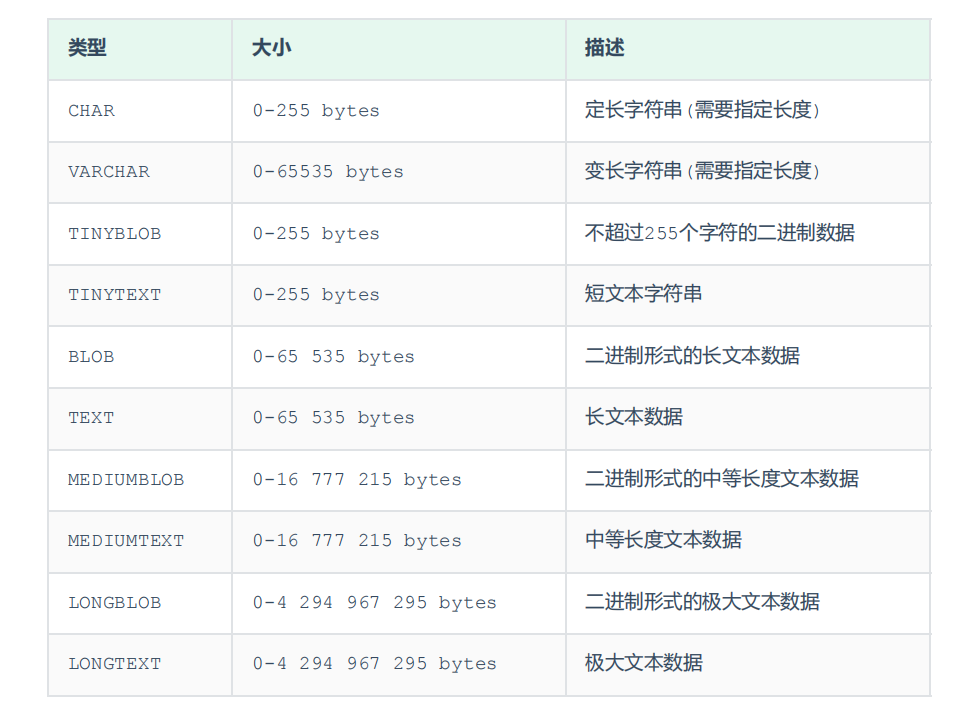 类型 大小 描述
CHAR 0-255 bytes 定长字符串(需要指定长度)
VARCHAR 0-65535 bytes 变长字符串(需要指定长度)
TINYBLOB 0-255 bytes 不超过255个字符的二进制数据
TINYTEXT 0-255 bytes 短文本字符串
BLOB 0-65 535 bytes 二进制形式的长文本数据
TEXT 0-65 535 bytes 长文本数据
MEDIUMBLOB 0-16 777 215 bytes 二进制形式的中等长度文本数据
MEDIUMTEXT 0-16 777 215 bytes 中等长度文本数据
LONGBLOB 0-4 294 967 295 bytes 二进制形式的极大文本数据
LONGTEXT 0-4 294 967 295 bytes 极大文本数据